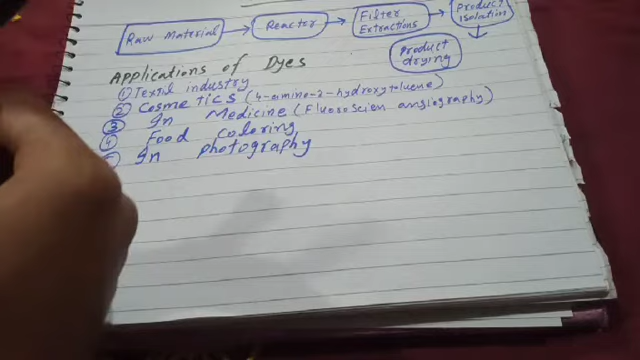 Raw Material → Reactor → Filter Extractions → Product Isolation
Product drying
Applications of Dyes
① Textil industry
② Cosmetics (4-amino-2-hydroxytoluene)
③ In Medicine (Fluoroscien angiography)
④ Food coloring
⑤ In photography